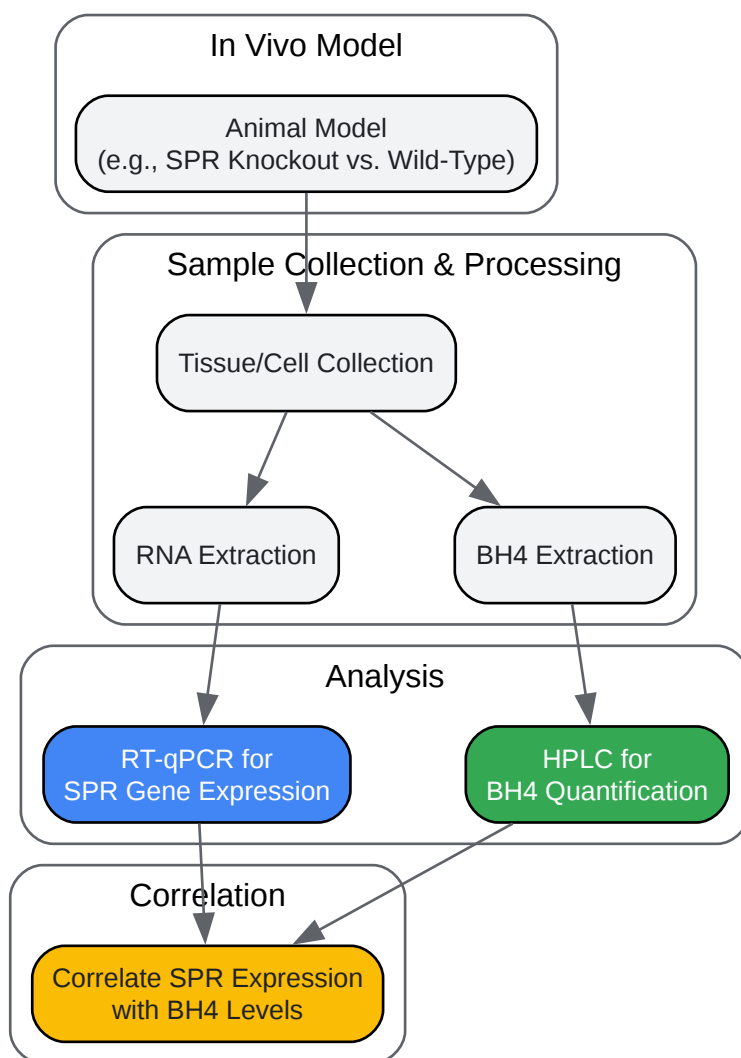 In Vivo Model
Animal Model
(e.g., SPR Knockout vs. Wild-Type)
Sample Collection & Processing
Tissue/Cell Collection
RNA Extraction
BH4 Extraction
Analysis
RT-qPCR for
SPR Gene Expression
HPLC for
BH4 Quantification
Correlation
Correlate SPR Expression
with BH4 Levels